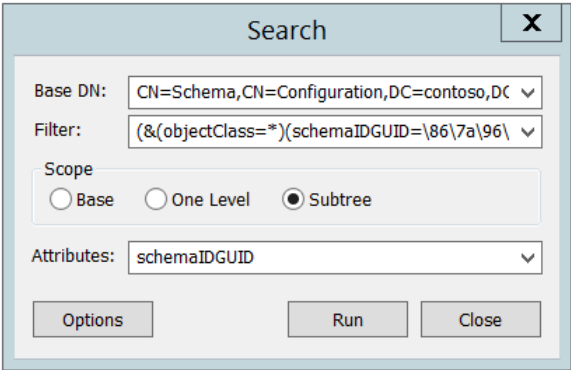 Search
X
Base DN: CN=Schema,CN=Configuration,DC=contoso,DC
Filter: (&(objectClass=*)(schemaIDGUID=\86\7a\96\
Scope
Base One Level Subtree
Attributes: schemaIDGUID
Options Run Close